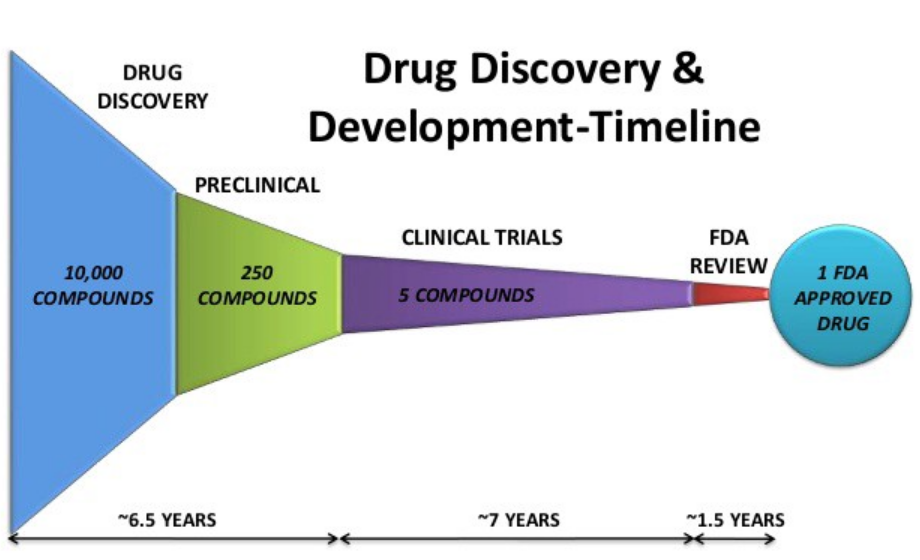 Drug Discovery &
Development-Timeline
DRUG
DISCOVERY
PRECLINICAL
CLINICAL TRIALS
FDA
REVIEW
10,000
COMPOUNDS
250
COMPOUNDS
5 COMPOUNDS
1 FDA
APPROVED
DRUG
~6.5 YEARS
~7 YEARS
~1.5 YEARS